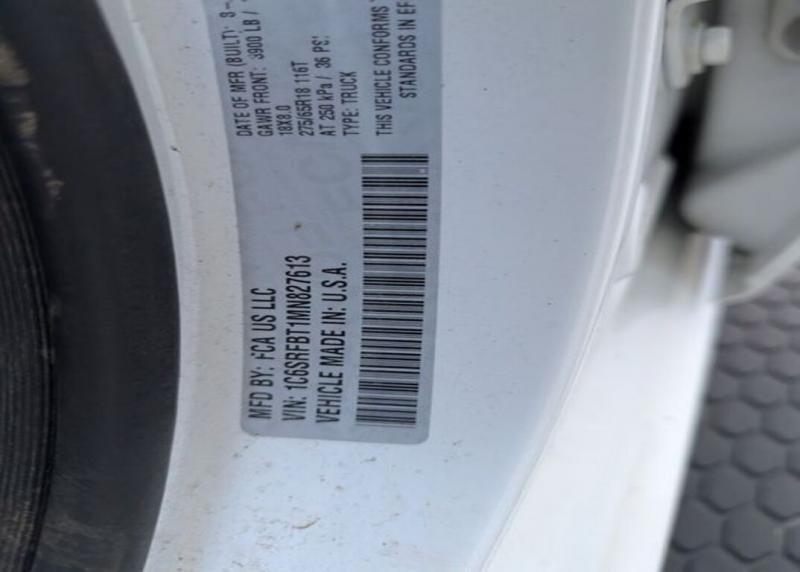 MFD BY: FCA US LLC
VIN: 1C6SRFBT1MN827613
VEHICLE MADE IN: U.S.A.
DATE OF MFR (BUILT): 3-
GAWR FRONT: 3900 LB /
18X8.0
275/65R18 116T
AT 250 kPa / 36 PSI
TYPE: TRUCK
THIS VEHICLE CONFORMS
STANDARDS IN EF